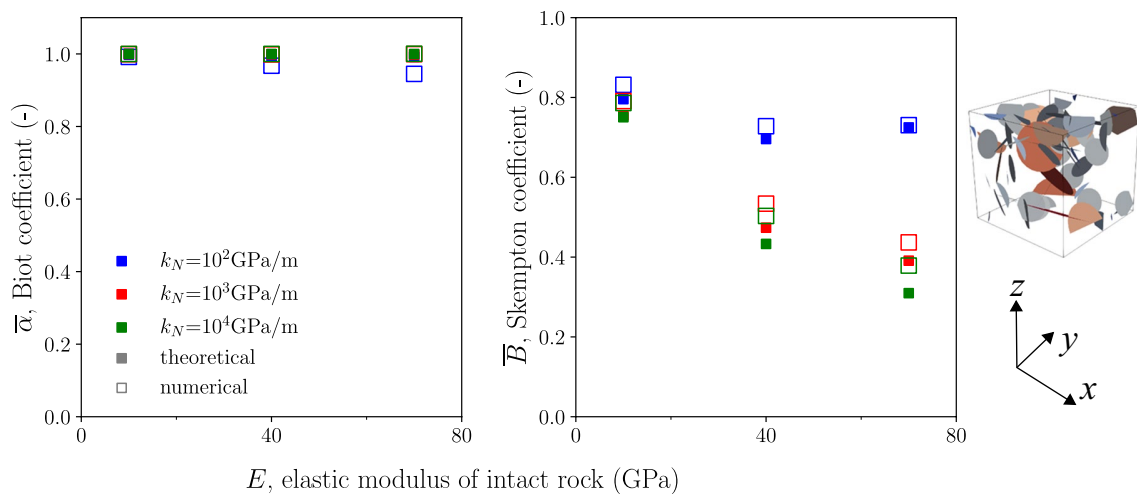 1.0
0.8
0.6
0.4
0.2
0.0
0
40
80
α̅, Biot coefficient (-)
k_N=10²GPa/m
k_N=10³GPa/m
k_N=10⁴GPa/m
theoretical
numerical
1.0
0.8
0.6
0.4
0.2
0.0
0
40
80
B̅, Skempton coefficient (-)
E, elastic modulus of intact rock (GPa)
z
y
x